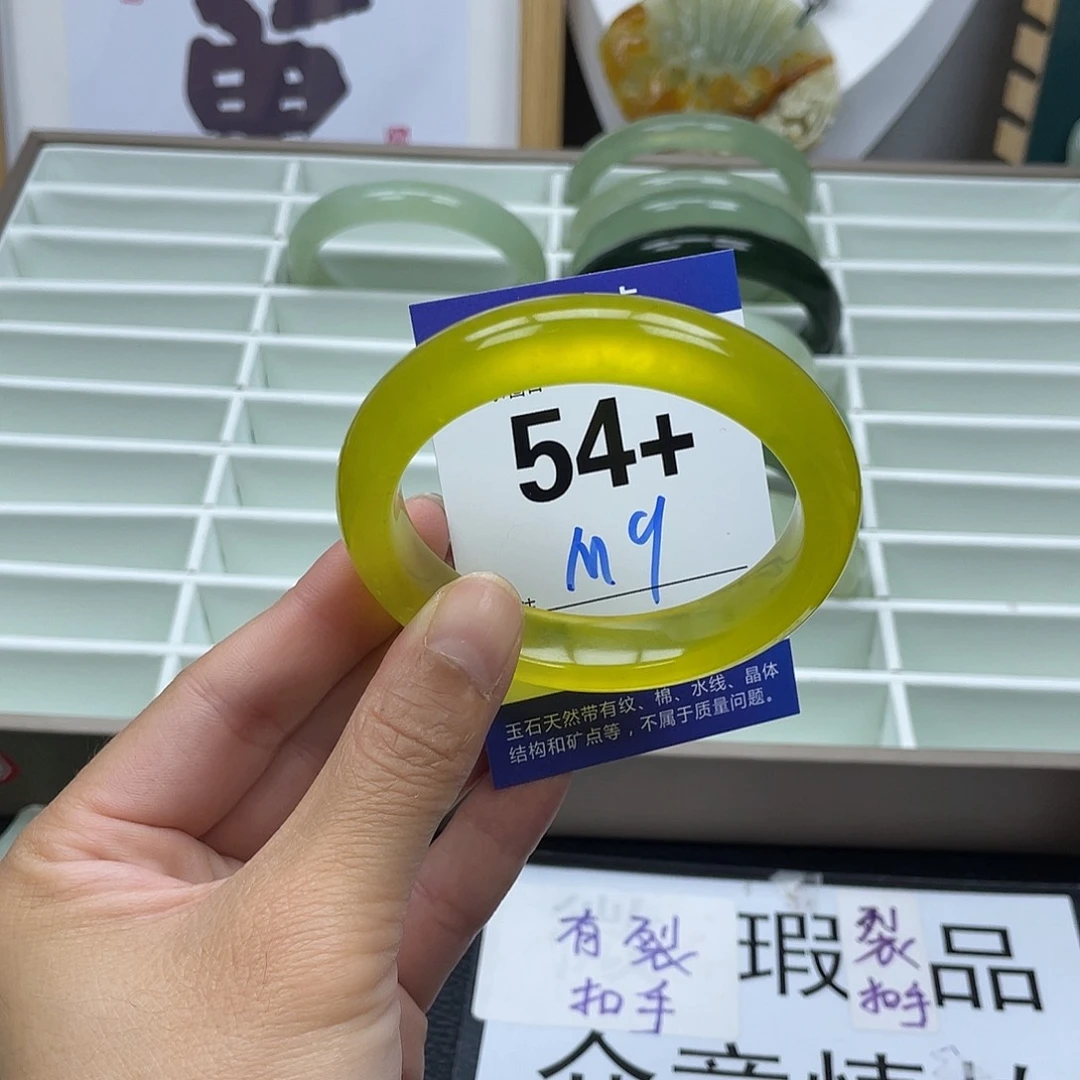 54+
M9
玉石天然带有纹、棉、水线、晶体
结构和矿点等，不属于质量问题。
有裂
扣手
瑕
裂
扣手
品